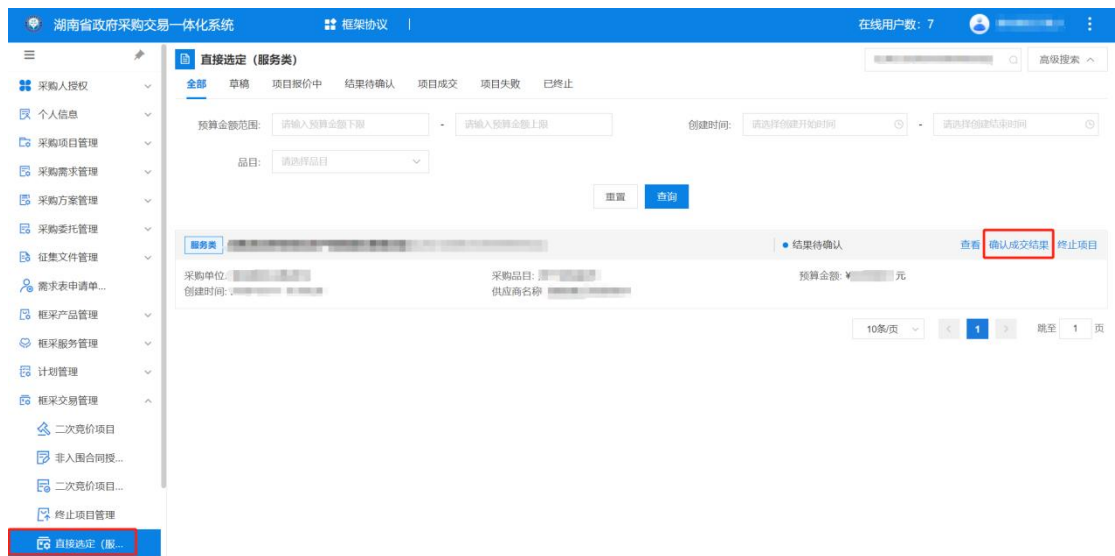 湖南省政府采购交易一体化系统 框架协议 在线用户数：7
直接选定（服务类） 高级搜索
全部 草稿 项目报价中 结果待确认 项目成交 项目失败 已终止
预算金额范围: 请输入预算金额下限 - 请输入预算金额上限 创建时间: 请选择创建开始时间 - 请选择创建结束时间
品目: 请选择品目
重置 查询
服务类 结果待确认 查看 确认成交结果 终止项目
采购单位: 采购品目: 预算金额: ¥ 元
创建时间: 供应商名称
10条/页 < 1 > 跳至 1 页
采购人授权
个人信息
采购项目管理
采购需求管理
采购方案管理
采购委托管理
征集文件管理
需求表申请单...
框采产品管理
框采服务管理
计划管理
框采交易管理
二次竞价项目
非入围合同授...
二次竞价项目...
终止项目管理
直接选定（服...